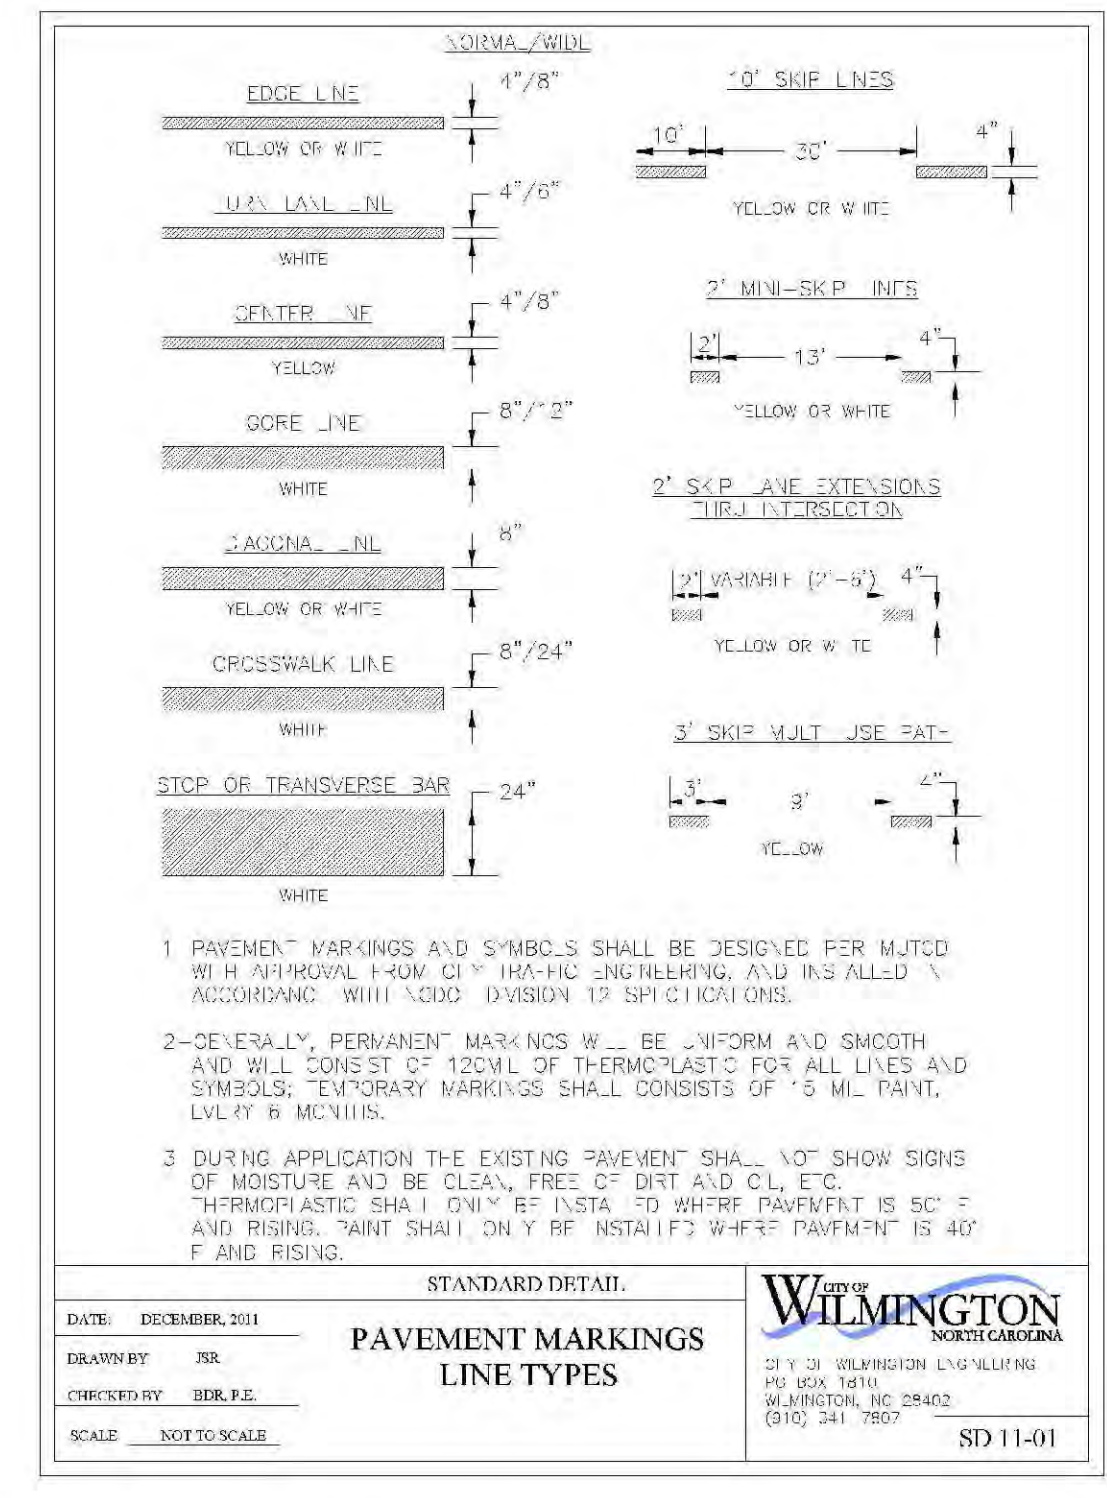 NORMAL/WIDE
EDGE LINE
4"/8"
YELLOW OR WHITE
TURN LANE LINE
4"/6"
WHITE
CENTER LINE
4"/8"
YELLOW
GORE LINE
8"/12"
WHITE
DIAGONAL LINE
8"
YELLOW OR WHITE
CROSSWALK LINE
8"/24"
WHITE
STOP OR TRANSVERSE BAR
24"
WHITE
10' SKIP LINES
10' 30' 4"
YELLOW OR WHITE
2' MINI-SKIP LINES
2' 13' 4"
YELLOW OR WHITE
2' SKIP LANE EXTENSIONS
THRU INTERSECTION
2' VARIABLE (2'-6') 4"
YELLOW OR WHITE
3' SKIP MULTI USE PATH
3' 9' 4"
YELLOW
1 PAVEMENT MARKINGS AND SYMBOLS SHALL BE DESIGNED PER MUTCD
WITH APPROVAL FROM CITY TRAFFIC ENGINEERING, AND INSTALLED IN
ACCORDANCE WITH NCDOT DIVISION 12 SPECIFICATIONS.
2-GENERALLY, PERMANENT MARKINGS WILL BE UNIFORM AND SMOOTH
AND WILL CONSIST OF 120MIL OF THERMOPLASTIC FOR ALL LINES AND
SYMBOLS; TEMPORARY MARKINGS SHALL CONSISTS OF 15 MIL PAINT,
EVERY 6 MONTHS.
3 DURING APPLICATION THE EXISTING PAVEMENT SHALL NOT SHOW SIGNS
OF MOISTURE AND BE CLEAN, FREE OF DIRT AND OIL, ETC.
THERMOPLASTIC SHALL ONLY BE INSTALLED WHERE PAVEMENT IS 50° F
AND RISING. PAINT SHALL ONLY BE INSTALLED WHERE PAVEMENT IS 40°
F AND RISING.
STANDARD DETAIL
PAVEMENT MARKINGS
LINE TYPES
DATE: DECEMBER, 2011
DRAWN BY JSR
CHECKED BY BDR, P.E.
SCALE NOT TO SCALE
CITY OF
WILMINGTON
NORTH CAROLINA
CITY OF WILMINGTON ENGINEERING
PO BOX 1810
WILMINGTON, NC 28402
(910) 341 7807
SD 11-01